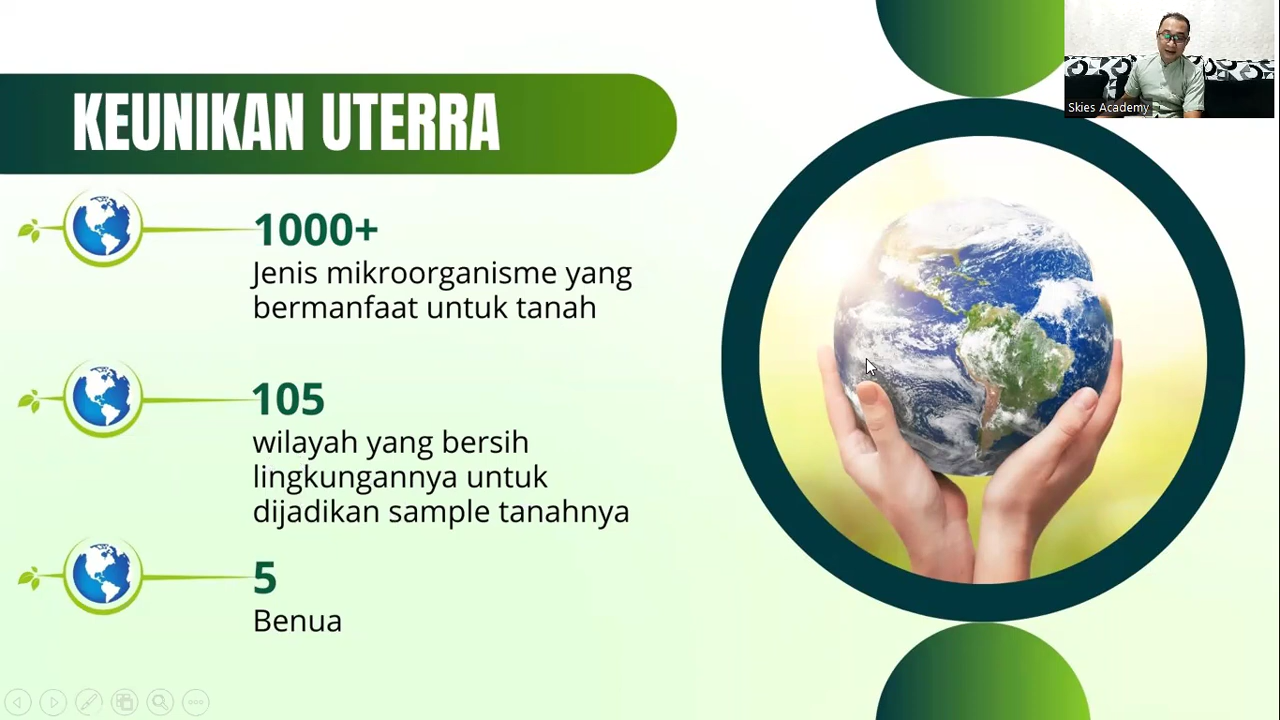 KEUNIKAN UTERRA
1000+
Jenis mikroorganisme yang
bermanfaat untuk tanah
105
wilayah yang bersih
lingkungannya untuk
dijadikan sample tanahnya
5
Benua
Skies Academy